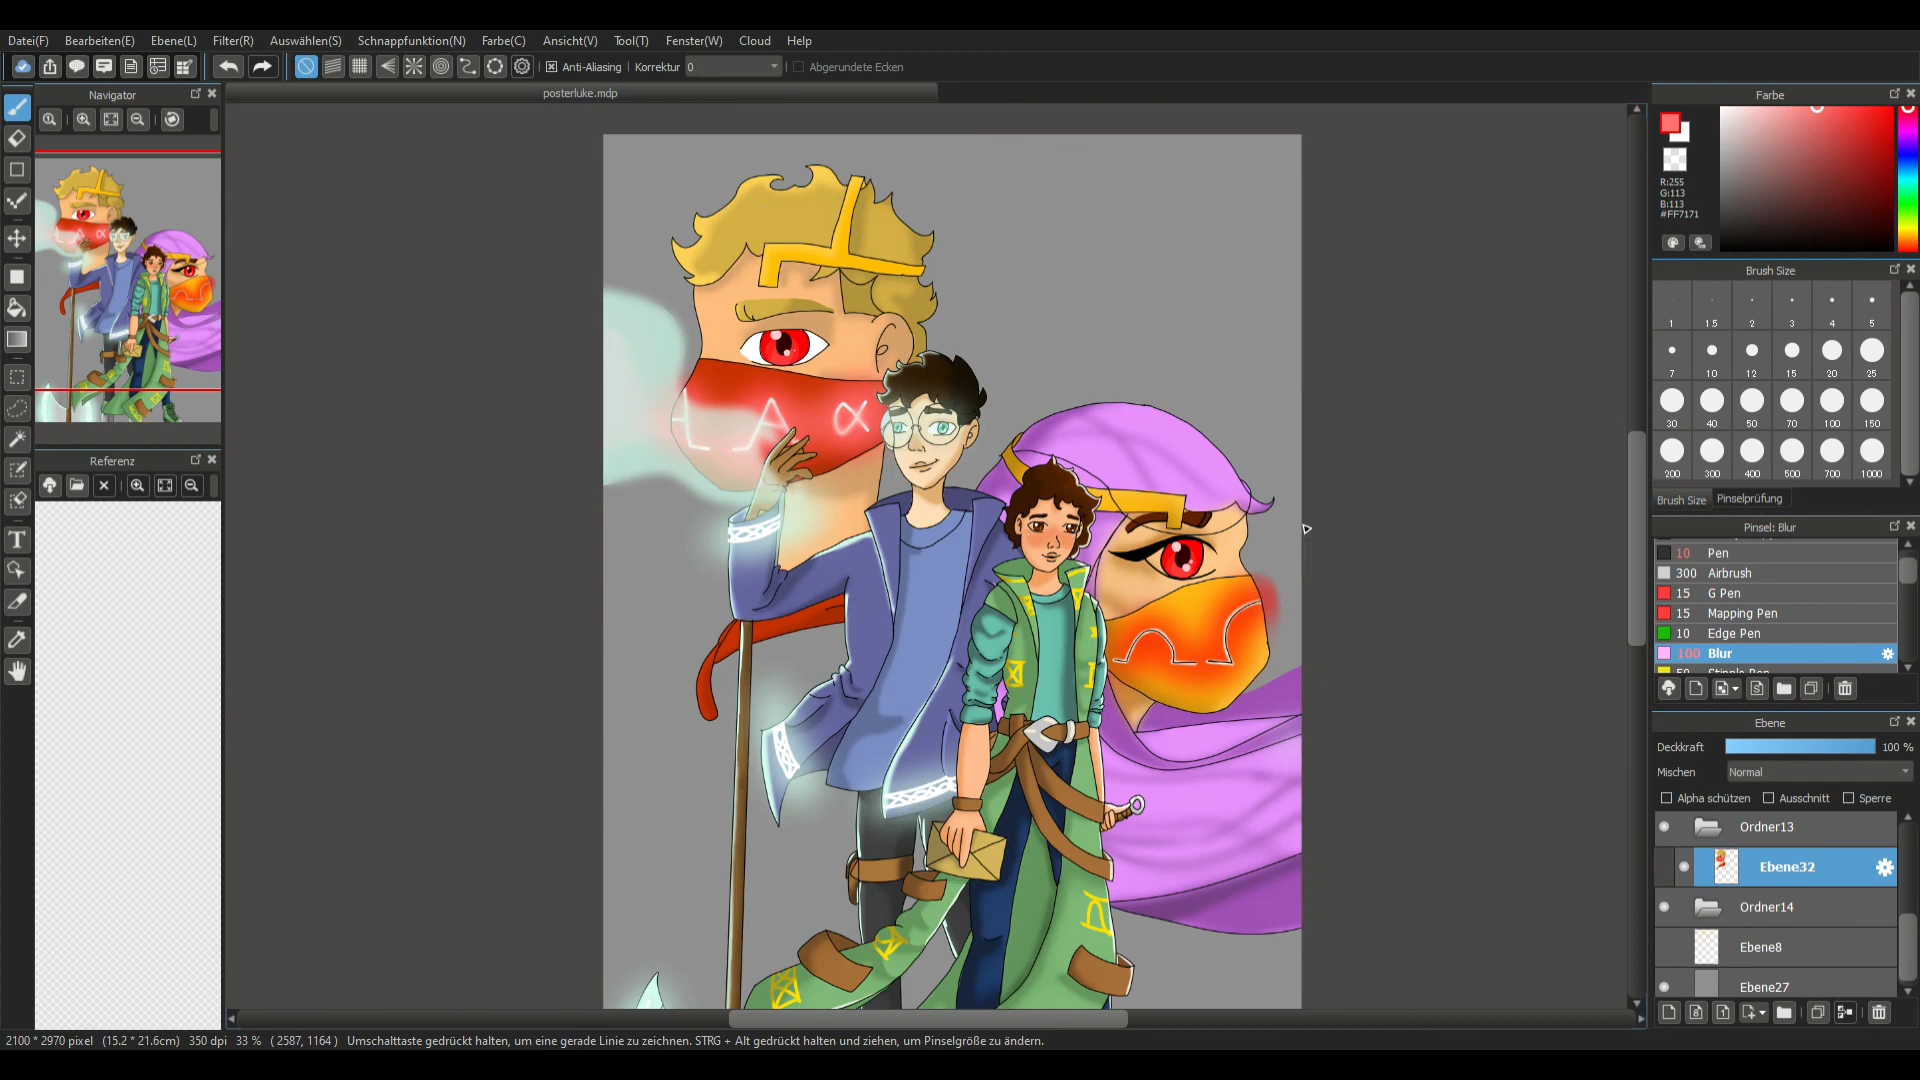 Datei(F) Bearbeiten(E) Ebene(L) Filter(R) Auswählen(S) Schnappfunktion(N) Farbe(C) Ansicht(V) Tool(T) Fenster(W) Cloud Help
Anti-Aliasing Korrektur 0 Abgerundete Ecken
Navigator
posterluke.mdp
Farbe
R:255
G:113
B:113
#FF7171
Brush Size
1 1.5 2 3 4 5
7 10 12 15 20 25
30 40 50 70 100 150
200 300 400 500 700 1000
Brush Size Pinselprüfung
Referenz
Pinsel: Blur
10 Pen
300 Airbrush
15 G Pen
15 Mapping Pen
10 Edge Pen
100 Blur
50 Stipple Pen
Ebene
Deckkraft 100 %
Mischen Normal
Alpha schützen Ausschnitt Sperre
Ordner13
Ebene32
Ordner14
Ebene8
Ebene27
2100 * 2970 pixel (15.2 * 21.6cm) 350 dpi 33 % ( 2587, 1164 ) Umschalttaste gedrückt halten, um eine gerade Linie zu zeichnen. STRG + Alt gedrückt halten und ziehen, um Pinselgröße zu ändern.